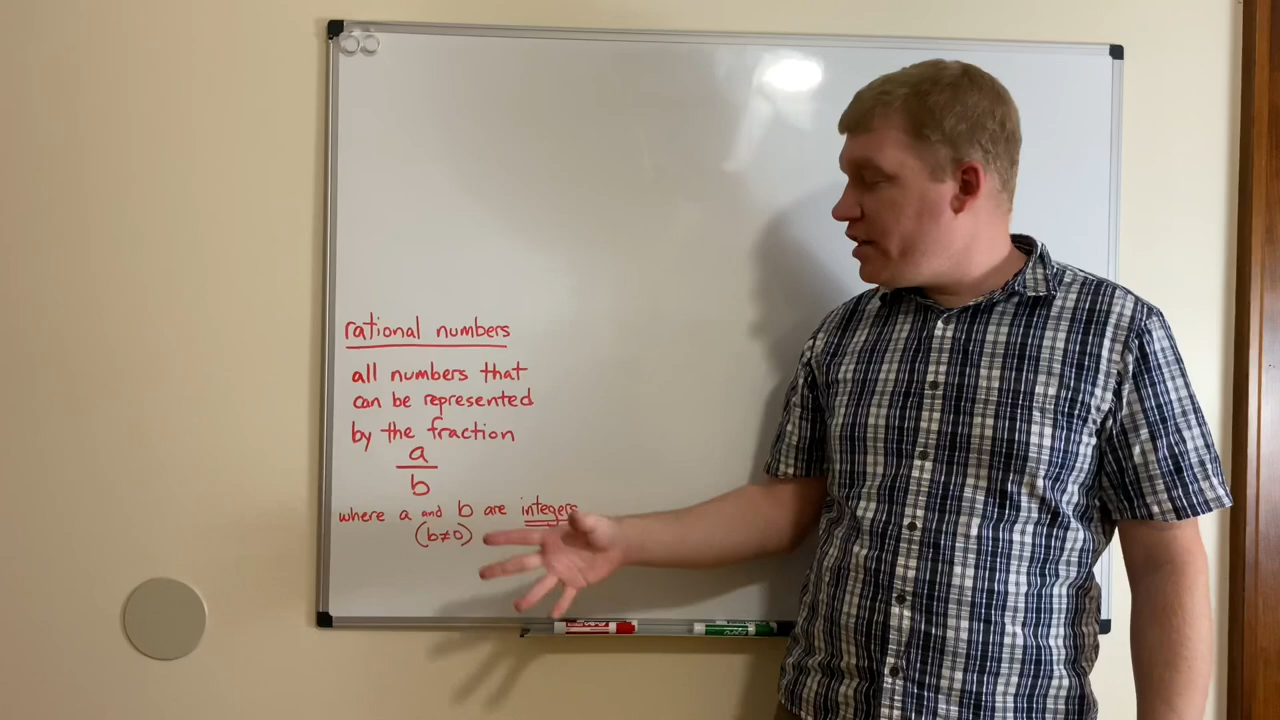 rational numbers
all numbers that
can be represented
by the fraction
a
b
where a and b are integers
(b≠0)